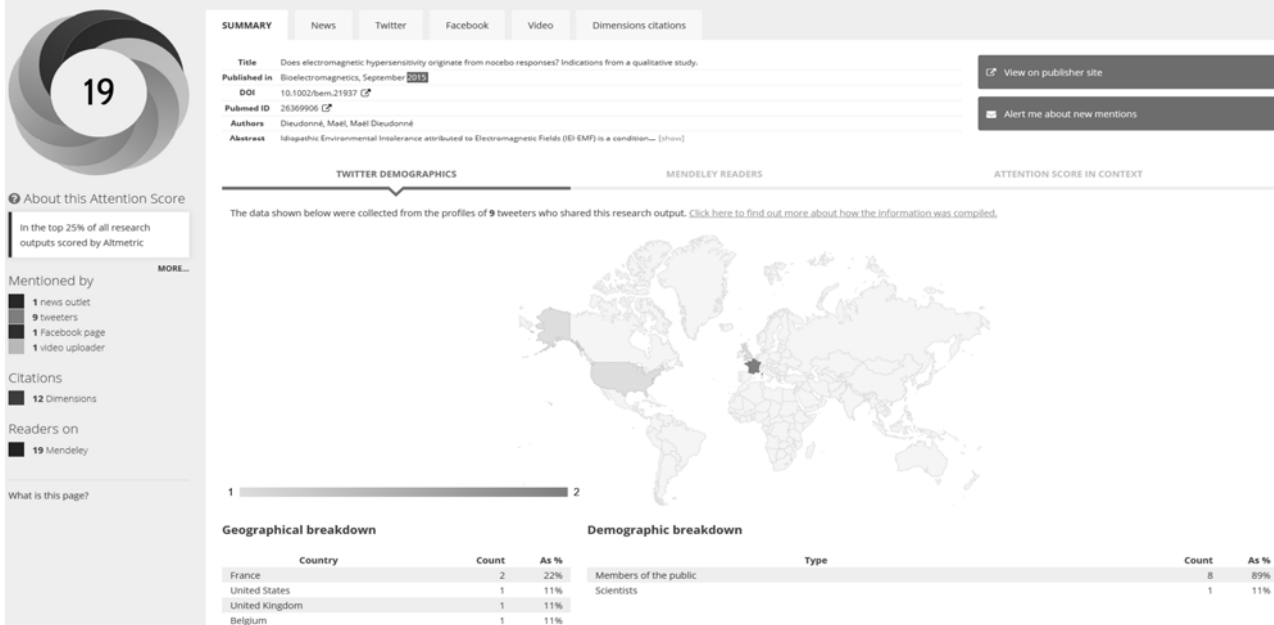 19
About this Attention Score
In the top 25% of all research
outputs scored by Altmetric
MORE...
Mentioned by
1 news outlet
9 tweeters
1 Facebook page
1 video uploader
Citations
12 Dimensions
Readers on
19 Mendeley
What is this page?
SUMMARY News Twitter Facebook Video Dimensions citations
Title Does electromagnetic hypersensitivity originate from nocebo responses? Indications from a qualitative study.
Published in Bioelectromagnetics, September 2015
DOI 10.1002/bem.21937
Pubmed ID 26369906
Authors Dieudonné, Maël, Maël Dieudonné
Abstract Idiopathic Environmental Intolerance attributed to Electromagnetic Fields (IEI-EMF) is a condition... [show]
View on publisher site
Alert me about new mentions
TWITTER DEMOGRAPHICS MENDELEY READERS ATTENTION SCORE IN CONTEXT
The data shown below were collected from the profiles of 9 tweeters who shared this research output. Click here to find out more about how the information was compiled.
1 2
Geographical breakdown
Country Count As %
France 2 22%
United States 1 11%
United Kingdom 1 11%
Belgium 1 11%
Demographic breakdown
Type Count As %
Members of the public 8 89%
Scientists 1 11%